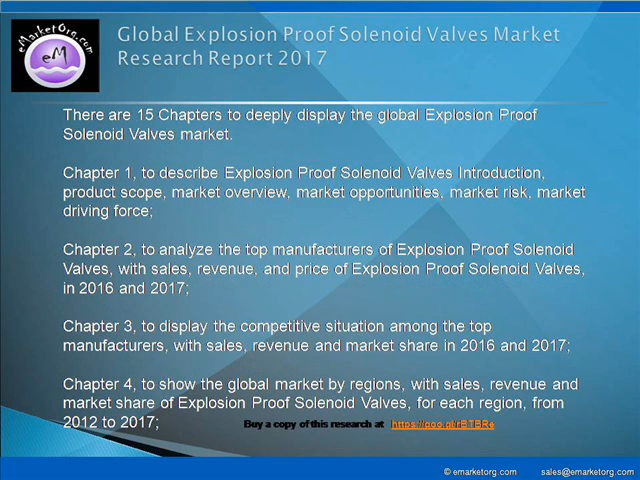 eMarketOrg.com
eM
Global Explosion Proof Solenoid Valves Market
Research Report 2017
There are 15 Chapters to deeply display the global Explosion Proof
Solenoid Valves market.
Chapter 1, to describe Explosion Proof Solenoid Valves Introduction,
product scope, market overview, market opportunities, market risk, market
driving force;
Chapter 2, to analyze the top manufacturers of Explosion Proof Solenoid
Valves, with sales, revenue, and price of Explosion Proof Solenoid Valves,
in 2016 and 2017;
Chapter 3, to display the competitive situation among the top
manufacturers, with sales, revenue and market share in 2016 and 2017;
Chapter 4, to show the global market by regions, with sales, revenue and
market share of Explosion Proof Solenoid Valves, for each region, from
2012 to 2017; Buy a copy of this research at https://goo.gl/rBTBRe
© emarketorg.com sales@emarketorg.com